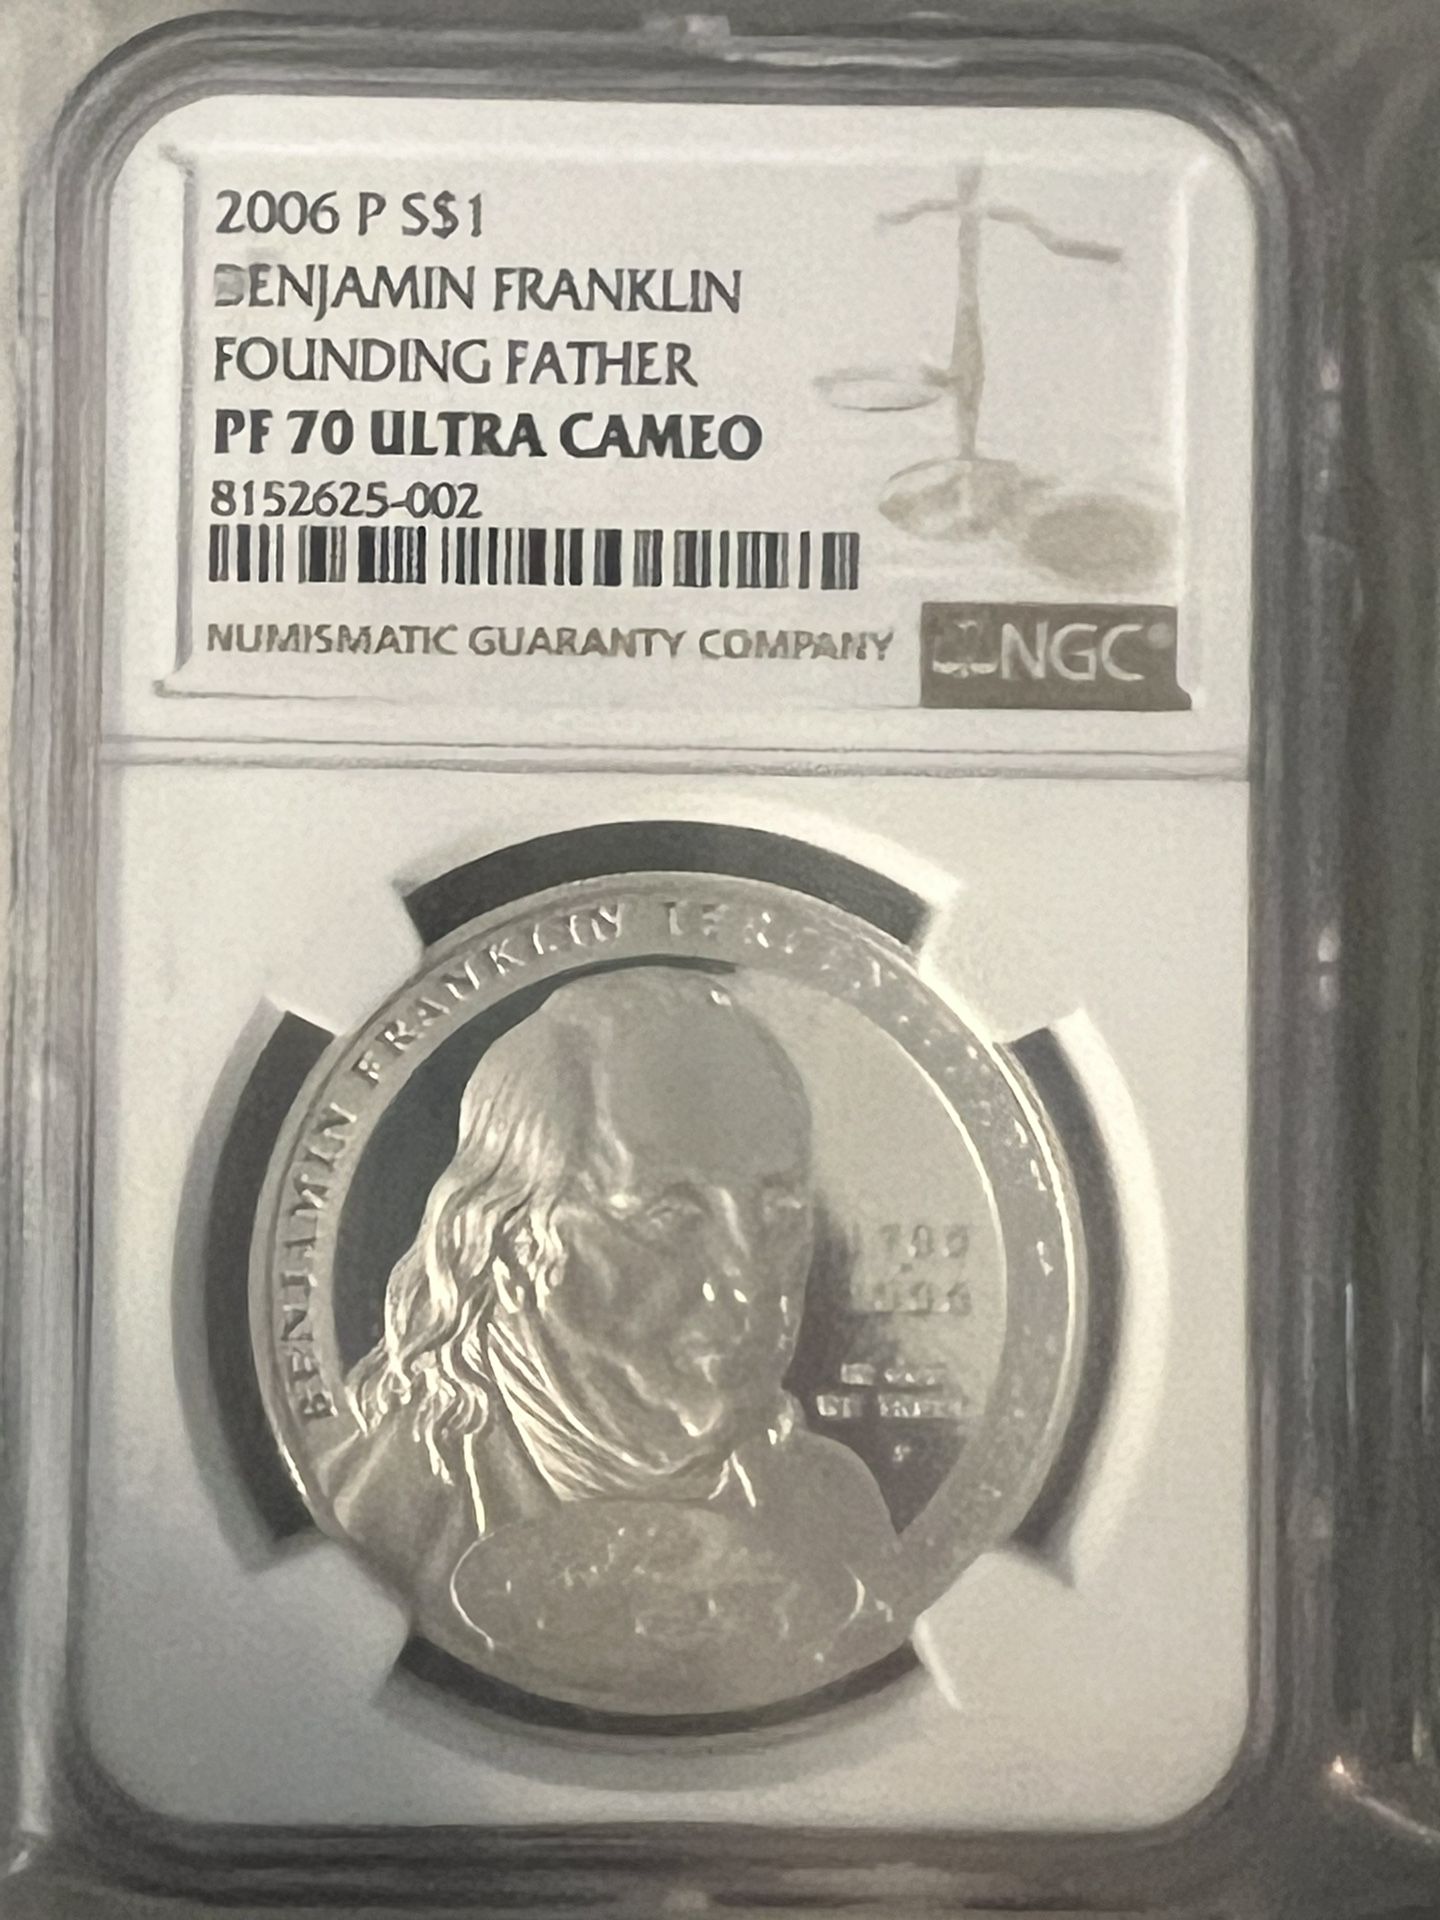 2006 P S$1
BENJAMIN FRANKLIN
FOUNDING FATHER
PF 70 ULTRA CAMEO
8152625-002
NUMISMATIC GUARANTY COMPANY
NGC
BENJAMIN FRANKLIN